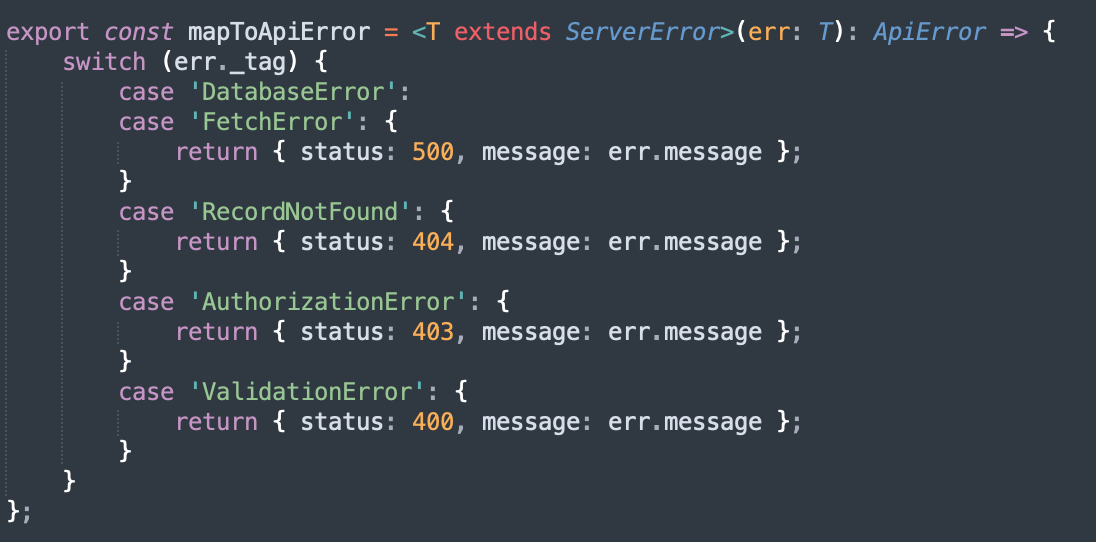 export const mapToApiError = <T extends ServerError>(err: T): ApiError => {
    switch (err._tag) {
        case 'DatabaseError':
        case 'FetchError': {
            return { status: 500, message: err.message };
        }
        case 'RecordNotFound': {
            return { status: 404, message: err.message };
        }
        case 'AuthorizationError': {
            return { status: 403, message: err.message };
        }
        case 'ValidationError': {
            return { status: 400, message: err.message };
        }
    }
};